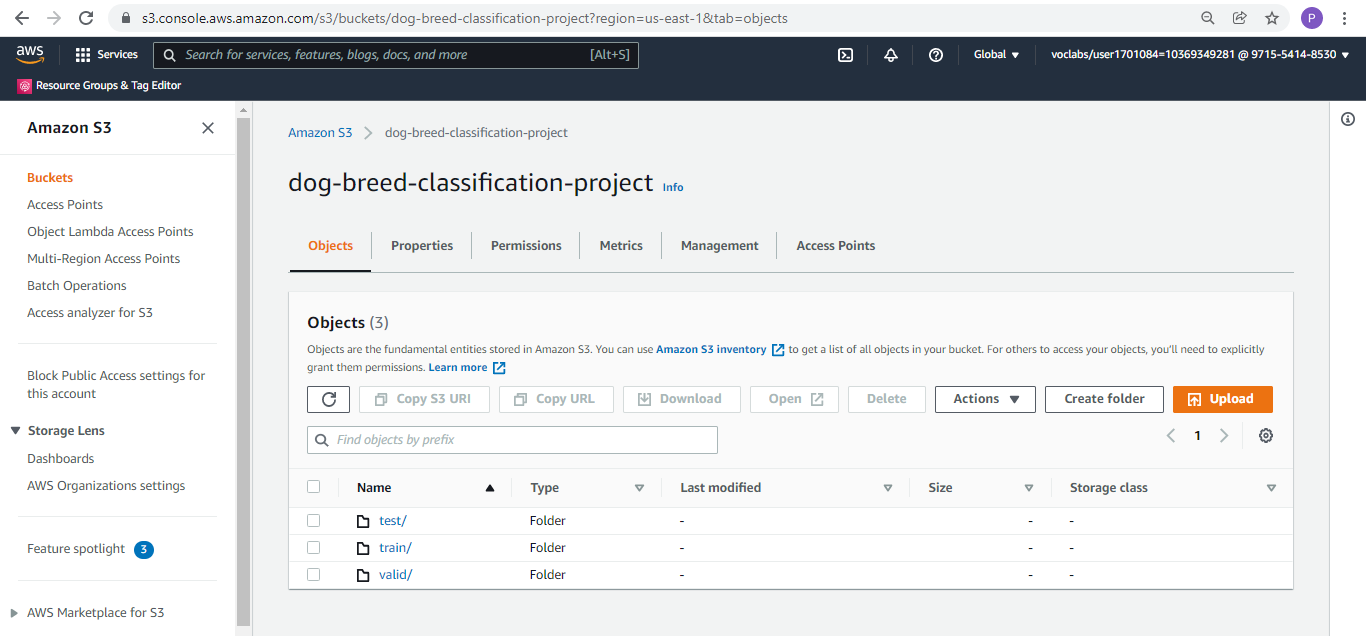 s3.console.aws.amazon.com/s3/buckets/dog-breed-classification-project?region=us-east-1&tab=objects
P
aws
Services
Search for services, features, blogs, docs, and more
[Alt+S]
Global
voclabs/user1701084=10369349281 @ 9715-5414-8530
Resource Groups & Tag Editor
Amazon S3
Buckets
Access Points
Object Lambda Access Points
Multi-Region Access Points
Batch Operations
Access analyzer for S3
Block Public Access settings for
this account
Storage Lens
Dashboards
AWS Organizations settings
Feature spotlight 3
AWS Marketplace for S3
Amazon S3 dog-breed-classification-project
dog-breed-classification-project Info
Objects Properties Permissions Metrics Management Access Points
Objects (3)
Objects are the fundamental entities stored in Amazon S3. You can use Amazon S3 inventory to get a list of all objects in your bucket. For others to access your objects, you'll need to explicitly
grant them permissions. Learn more
Copy S3 URI Copy URL Download Open Delete Actions Create folder Upload
Find objects by prefix
1
Name Type Last modified Size Storage class
test/ Folder - - -
train/ Folder - - -
valid/ Folder - - -